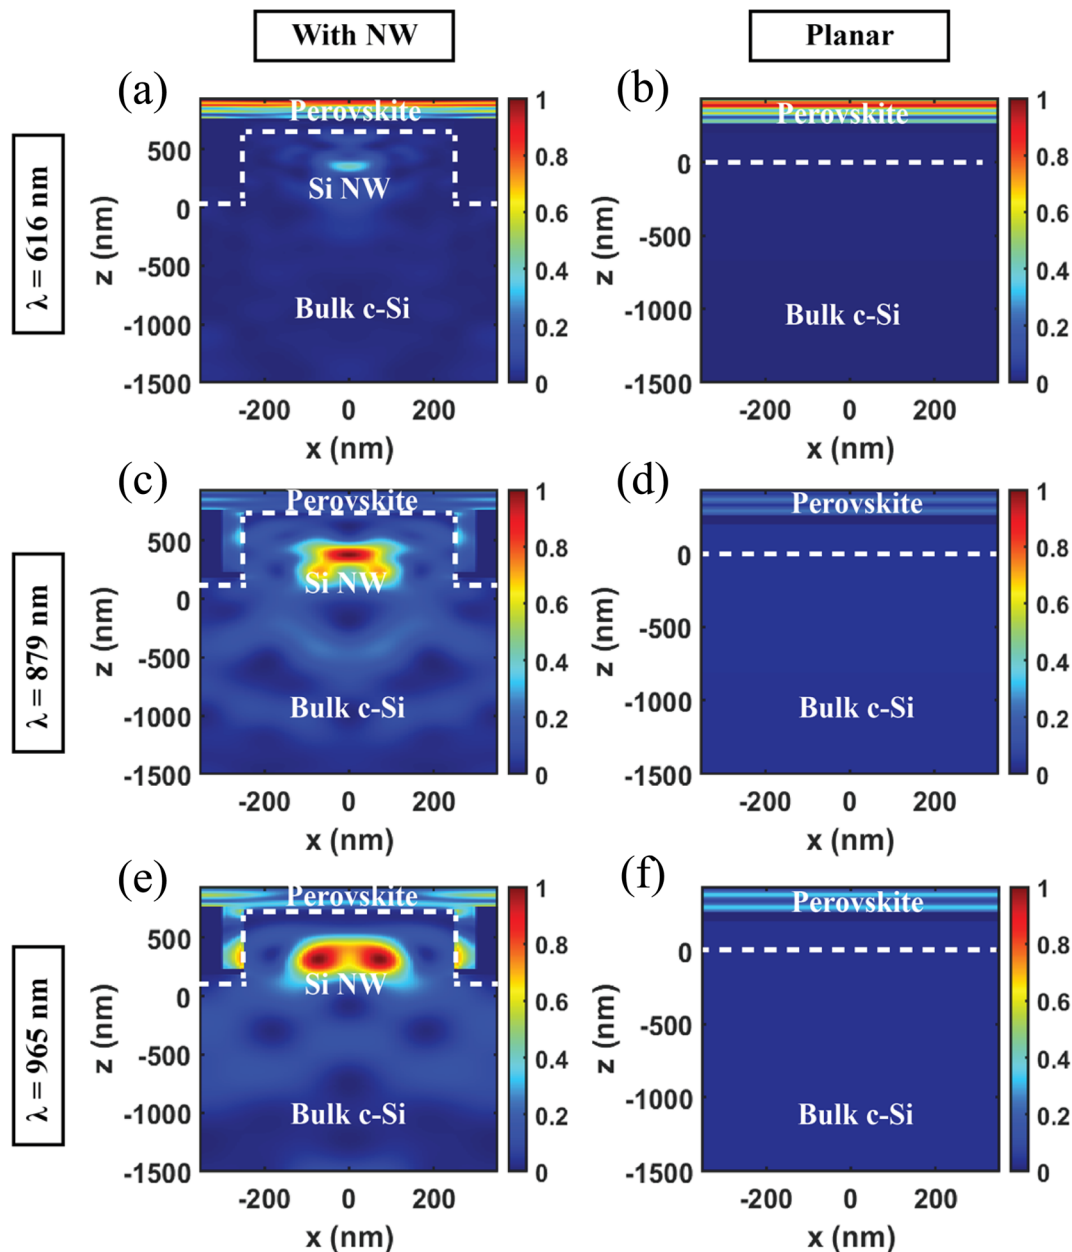 With NW
Planar
(a)
(b)
λ = 616 nm
z (nm)
500
0
-500
-1000
-1500
Perovskite
Si NW
Bulk c-Si
-200 0 200
x (nm)
1
0.8
0.6
0.4
0.2
0
z (nm)
0
-500
-1000
-1500
Perovskite
Bulk c-Si
-200 0 200
x (nm)
1
0.8
0.6
0.4
0.2
0
(c)
(d)
λ = 879 nm
z (nm)
500
0
-500
-1000
-1500
Perovskite
Si NW
Bulk c-Si
-200 0 200
x (nm)
1
0.8
0.6
0.4
0.2
0
z (nm)
0
-500
-1000
-1500
Perovskite
Bulk c-Si
-200 0 200
x (nm)
1
0.8
0.6
0.4
0.2
0
(e)
(f)
λ = 965 nm
z (nm)
500
0
-500
-1000
-1500
Perovskite
Si NW
Bulk c-Si
-200 0 200
x (nm)
1
0.8
0.6
0.4
0.2
0
z (nm)
0
-500
-1000
-1500
Perovskite
Bulk c-Si
-200 0 200
x (nm)
1
0.8
0.6
0.4
0.2
0